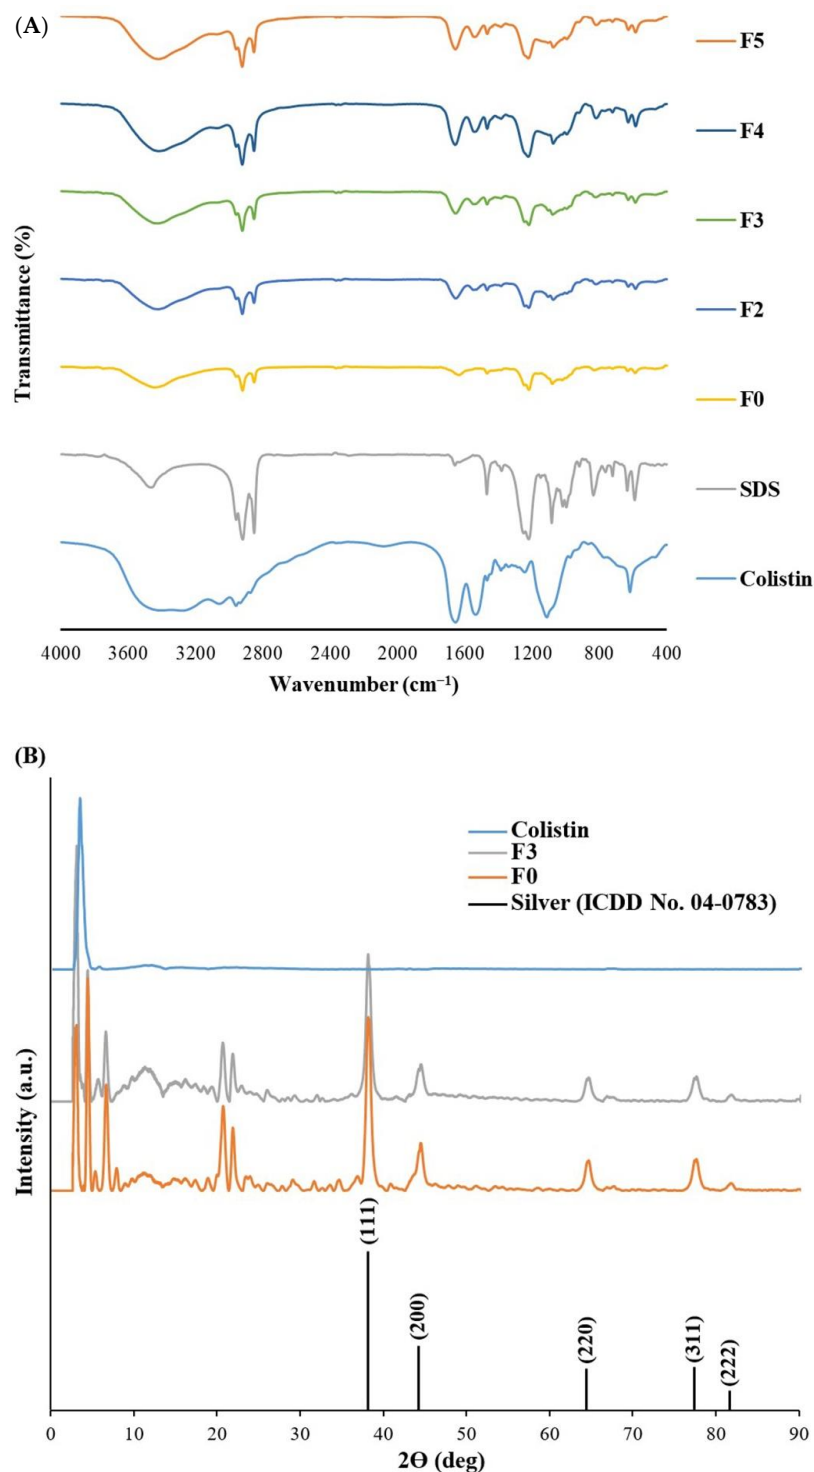 (A)
F5
F4
F3
F2
F0
SDS
Colistin
Transmittance (%)
4000 3600 3200 2800 2400 2000 1600 1200 800 400
Wavenumber (cm⁻¹)
(B)
Colistin
F3
F0
Silver (ICDD No. 04-0783)
Intensity (a.u.)
(111)
(200)
(220)
(311)
(222)
0 10 20 30 40 50 60 70 80 90
2ϴ (deg)